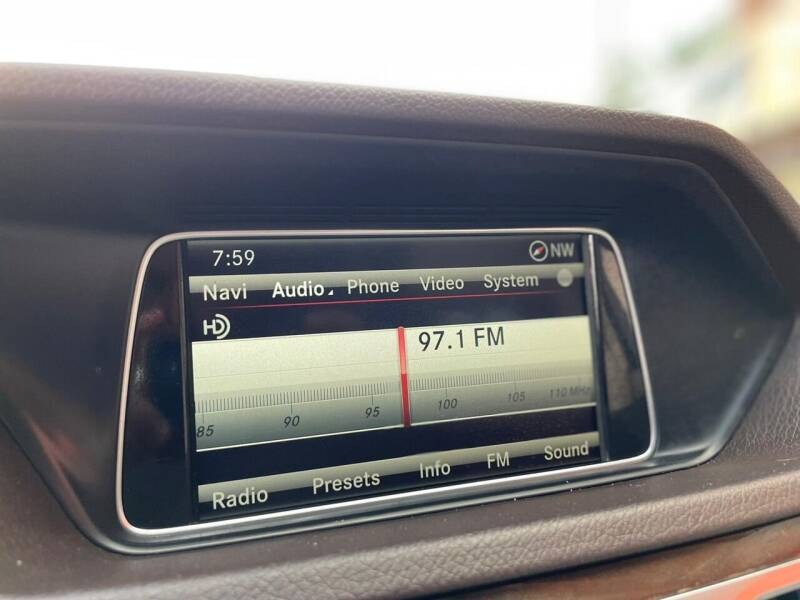 7:59 NW
Navi Audio Phone Video System
HD
97.1 FM
85 90 95 100 105 110 MHz
Radio Presets Info FM Sound